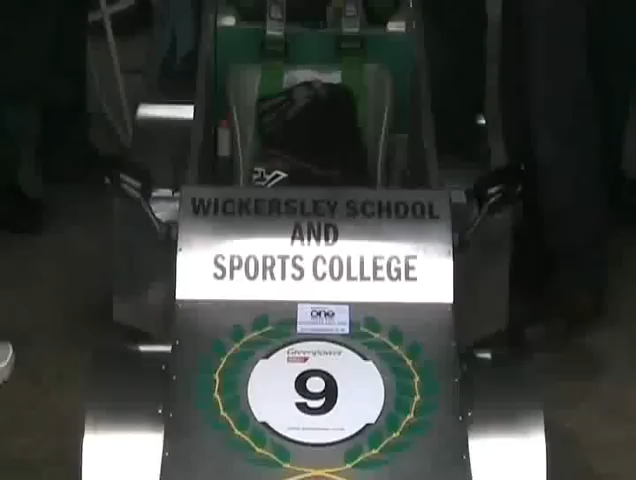 WICKERSLEY SCHOOL
AND
SPORTS COLLEGE
one
Greenpower
9